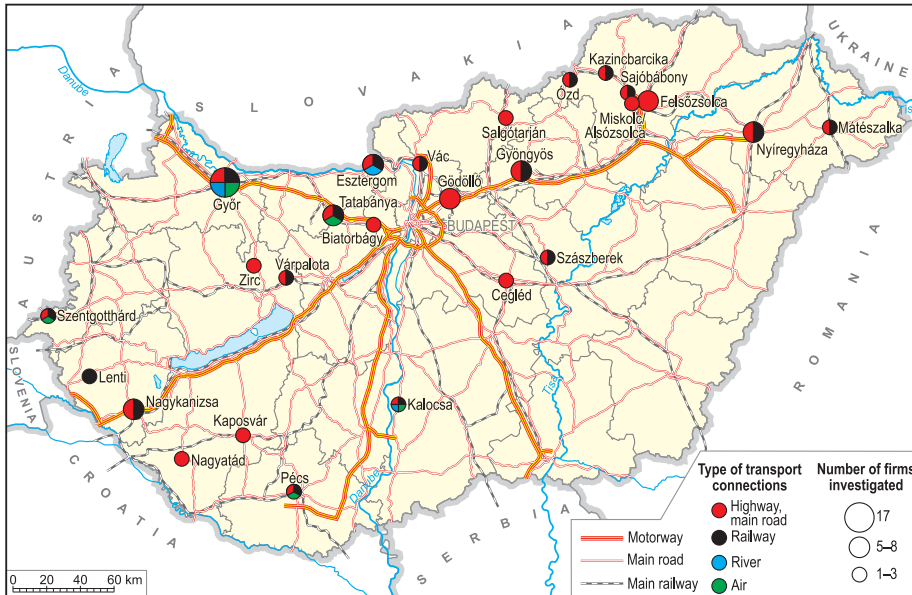 SLOVAKIA
UKRAINE
AUSTRIA
SLOVENIA
CROATIA
SERBIA
ROMANIA
Danube
Tisa
Kazincbarcika
Ózd
Sajóbábony
Felsőzsolca
Miskolc
Alsózsolca
Salgótarján
Mátészalka
Nyíregyháza
Vác
Gyöngyös
Esztergom
Gödöllő
Tatabánya
Győr
Biatorbágy
BUDAPEST
Zirc
Várpalota
Szászberek
Cegléd
Szentgotthárd
Lenti
Nagykanizsa
Kaposvár
Kalocsa
Nagyatád
Pécs
Danube
Tisa
0 20 40 60 km
Motorway
Main road
Main railway
Type of transport
connections
Highway,
main road
Railway
River
Air
Number of firms
investigated
17
5–8
1–3